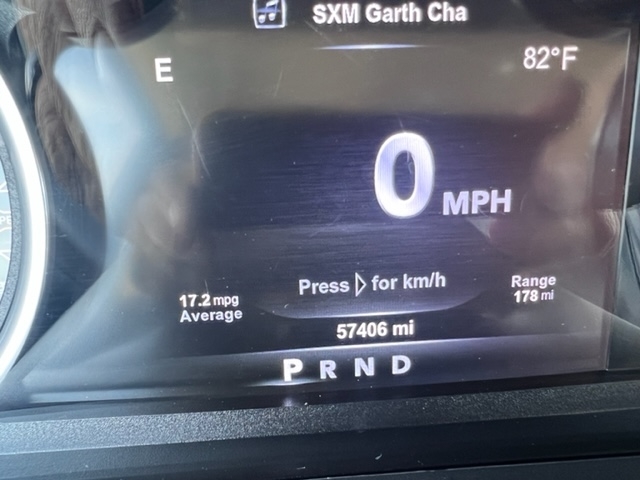 SXM Garth Cha
E
82°F
0 MPH
Press ▷ for km/h
17.2 mpg
Average
Range
178 mi
57406 mi
P R N D